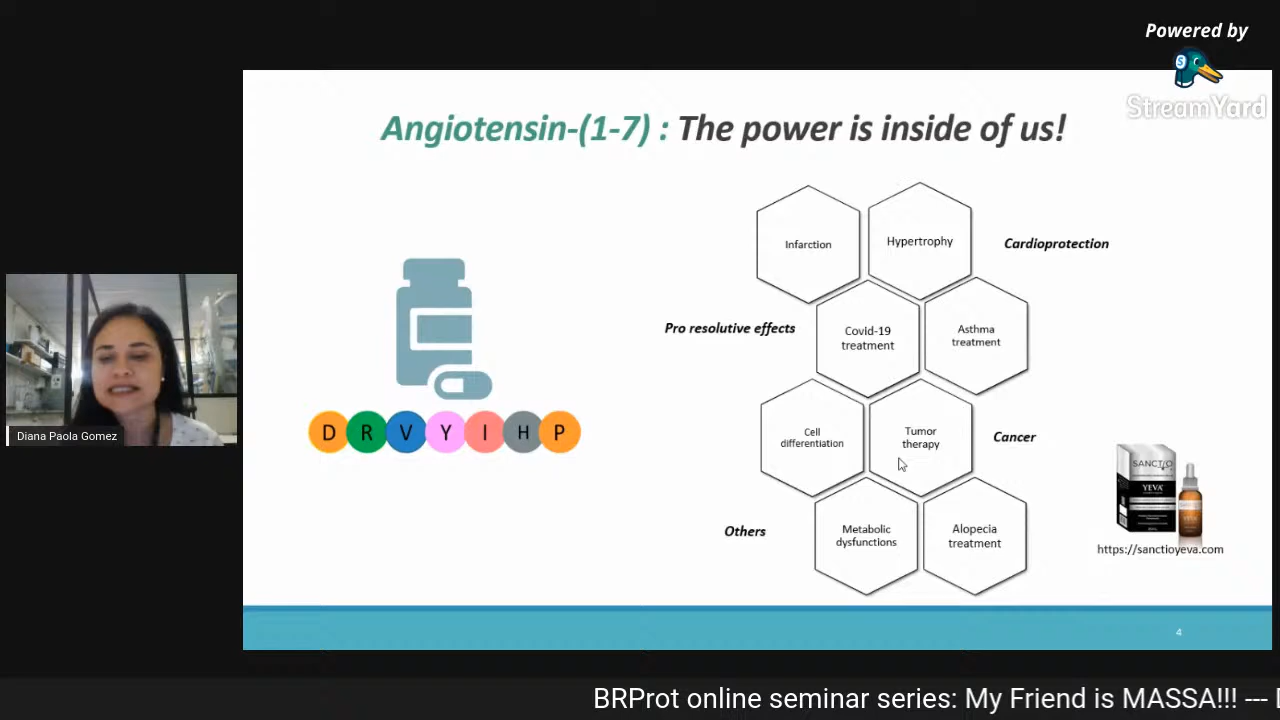 Powered by
StreamYard
Angiotensin-(1-7) : The power is inside of us!
Infarction
Hypertrophy
Cardioprotection
Pro resolutive effects
Covid-19
treatment
Asthma
treatment
D R V Y I H P
Cell
differentiation
Tumor
therapy
Cancer
Others
Metabolic
dysfunctions
Alopecia
treatment
SANCTIO
YEVA
https://sanctioyeva.com
4
Diana Paola Gomez
BRProt online seminar series: My Friend is MASSA!!! ---